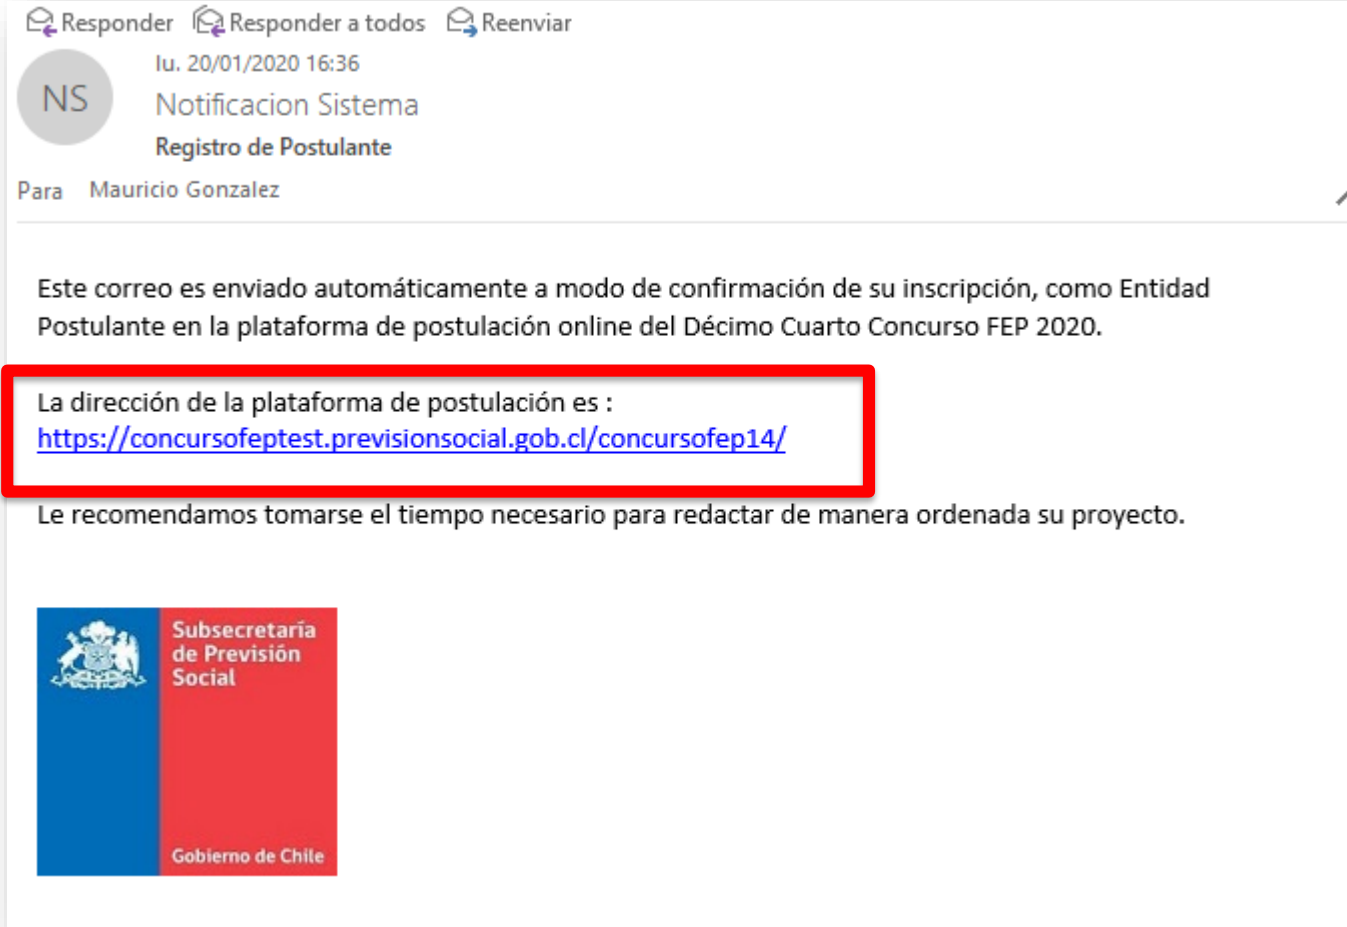 Responder Responder a todos Reenviar
lu. 20/01/2020 16:36
NS
Notificacion Sistema
Registro de Postulante
Para Mauricio Gonzalez
Este correo es enviado automáticamente a modo de confirmación de su inscripción, como Entidad
Postulante en la plataforma de postulación online del Décimo Cuarto Concurso FEP 2020.
La dirección de la plataforma de postulación es :
https://concursofeptest.previsionsocial.gob.cl/concursofep14/
Le recomendamos tomarse el tiempo necesario para redactar de manera ordenada su proyecto.
Subsecretaría
de Previsión
Social
Gobierno de Chile